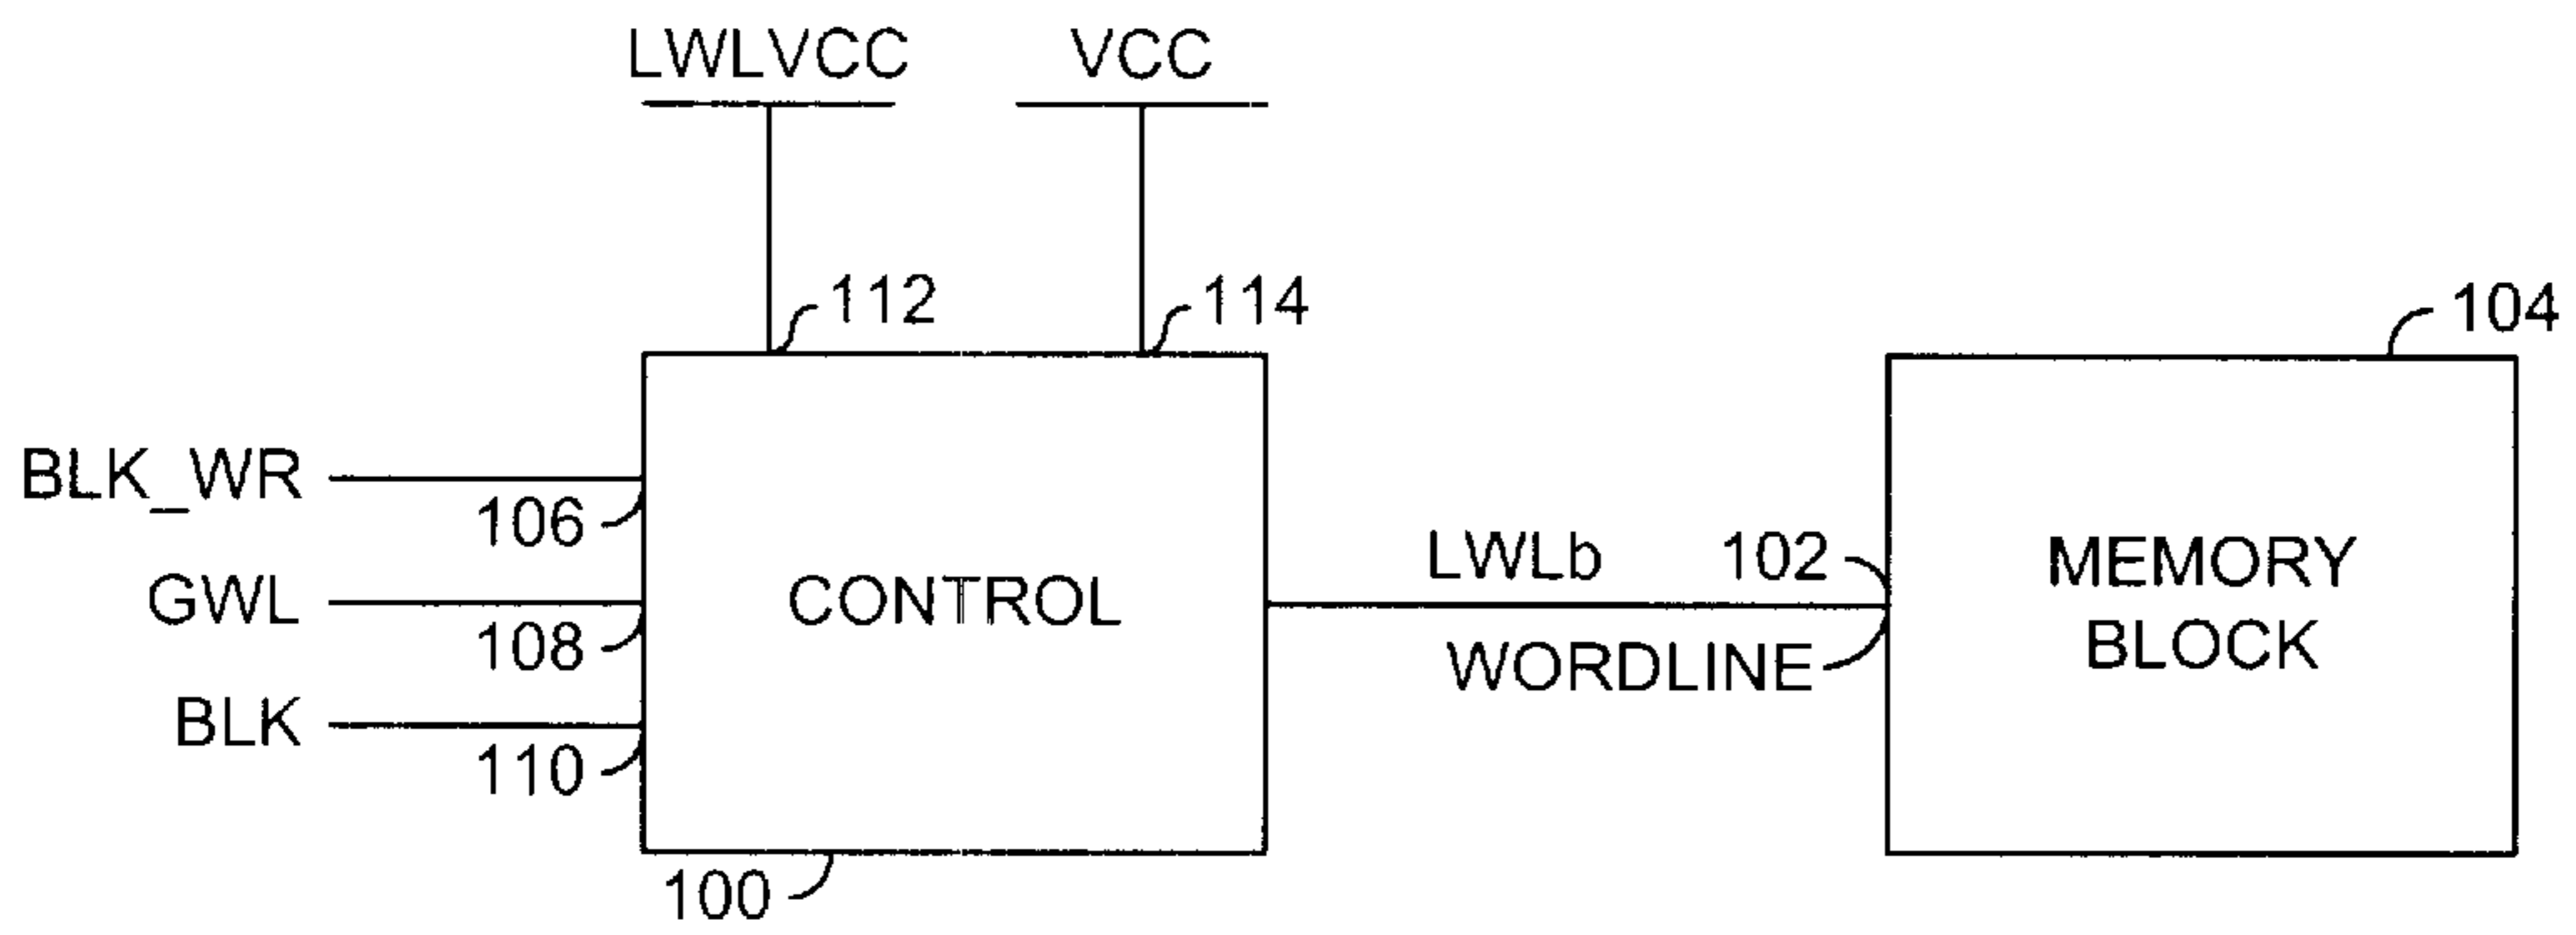 LWLVCC VCC
112 114 104
BLK_WR
106
GWL
108
BLK
110
CONTROL
100
LWLb 102
WORDLINE
MEMORY
BLOCK